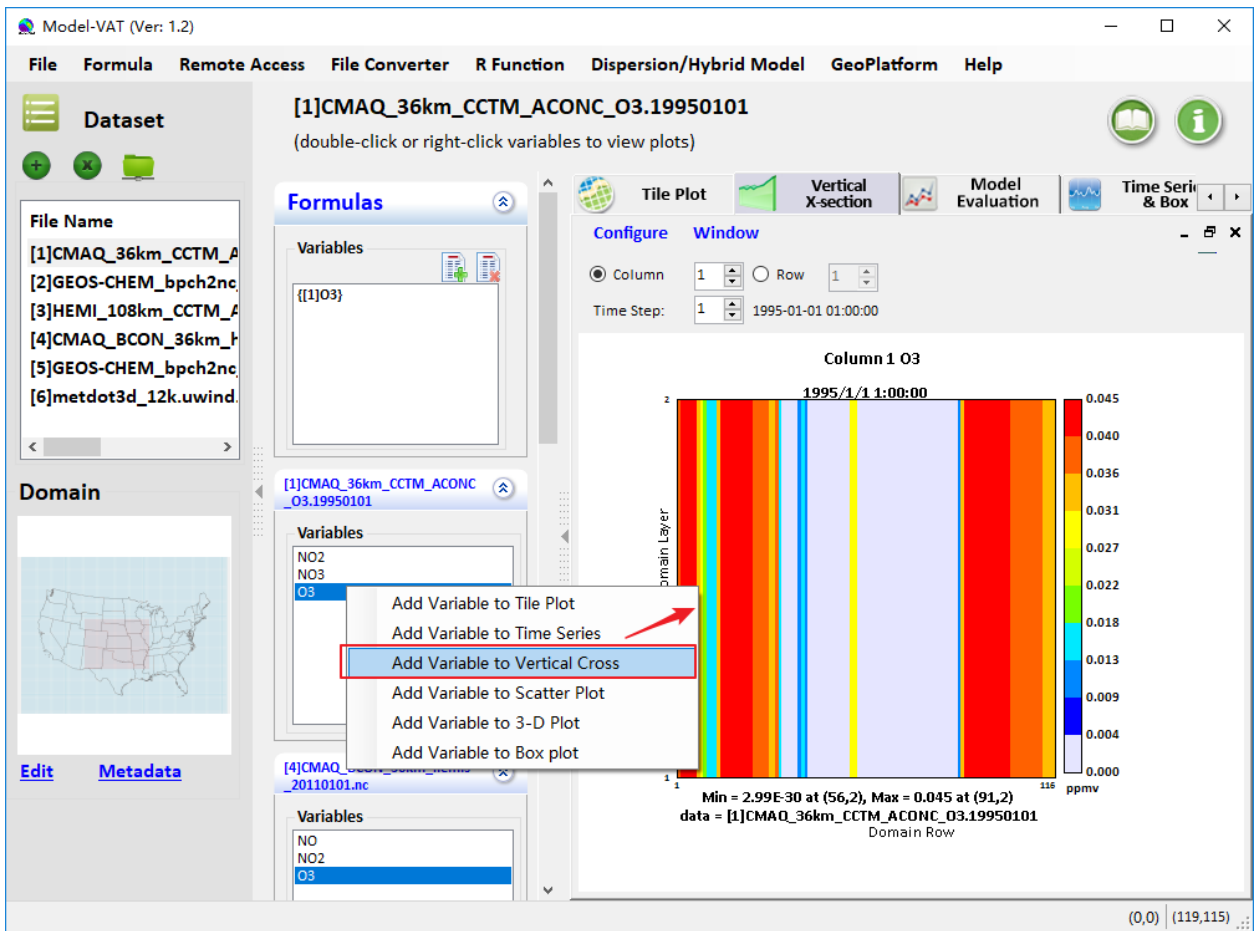 Model-VAT (Ver: 1.2)
File Formula Remote Access File Converter R Function Dispersion/Hybrid Model GeoPlatform Help
Dataset
[1]CMAQ_36km_CCTM_ACONC_O3.19950101
(double-click or right-click variables to view plots)
File Name
[1]CMAQ_36km_CCTM_A
[2]GEOS-CHEM_bpch2nc
[3]HEMI_108km_CCTM_A
[4]CMAQ_BCON_36km_h
[5]GEOS-CHEM_bpch2nc
[6]metdot3d_12k.uwind.
Domain
Edit Metadata
Formulas
Variables
{[1]O3}
[1]CMAQ_36km_CCTM_ACONC
_O3.19950101
Variables
NO2
NO3
O3
Add Variable to Tile Plot
Add Variable to Time Series
Add Variable to Vertical Cross
Add Variable to Scatter Plot
Add Variable to 3-D Plot
Add Variable to Box plot
_20110101.nc
Variables
NO
NO2
O3
Tile Plot
Vertical
X-section
Model
Evaluation
Time Seri
& Box
Configure Window
Column 1 Row 1
Time Step: 1 1995-01-01 01:00:00
Column 1 O3
1995/1/1 1:00:00
2
omain Layer
1
1 116
0.045
0.040
0.036
0.031
0.027
0.022
0.018
0.013
0.009
0.004
0.000
ppmv
Min = 2.99E-30 at (56,2), Max = 0.045 at (91,2)
data = [1]CMAQ_36km_CCTM_ACONC_O3.19950101
Domain Row
(0,0) (119,115)